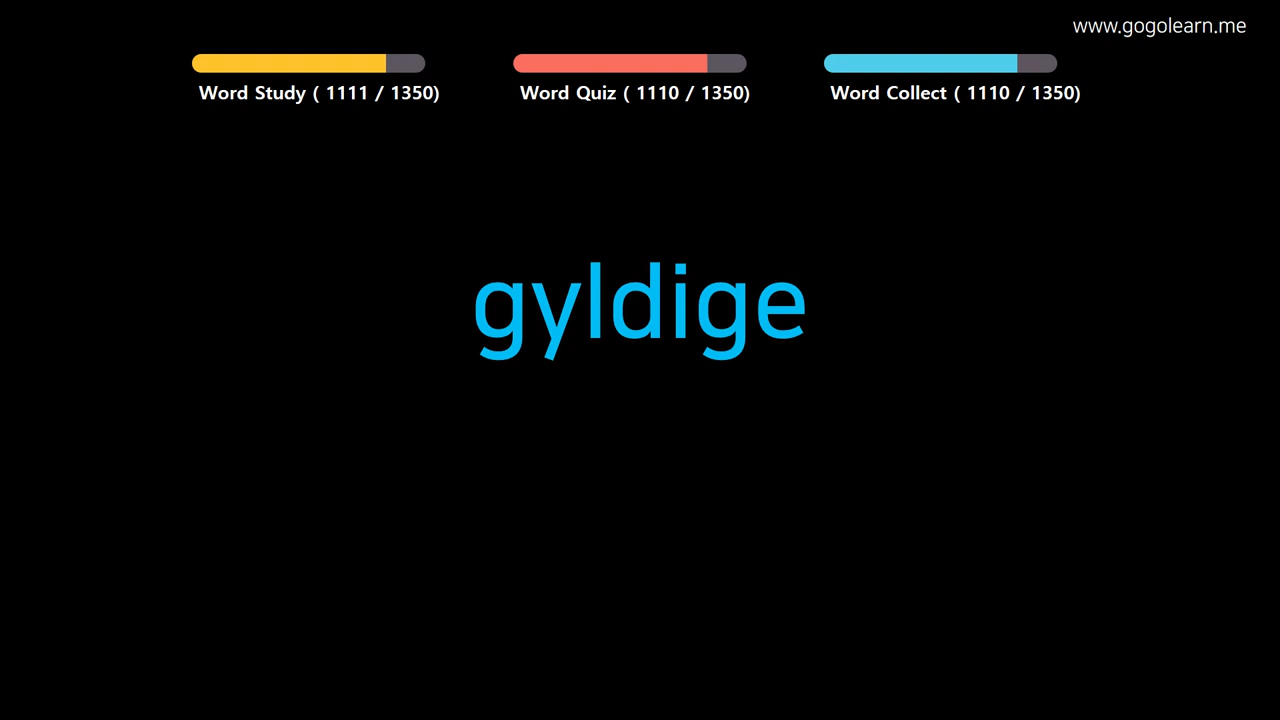 www.gogolearn.me
Word Study ( 1111 / 1350)
Word Quiz ( 1110 / 1350)
Word Collect ( 1110 / 1350)
gyldige